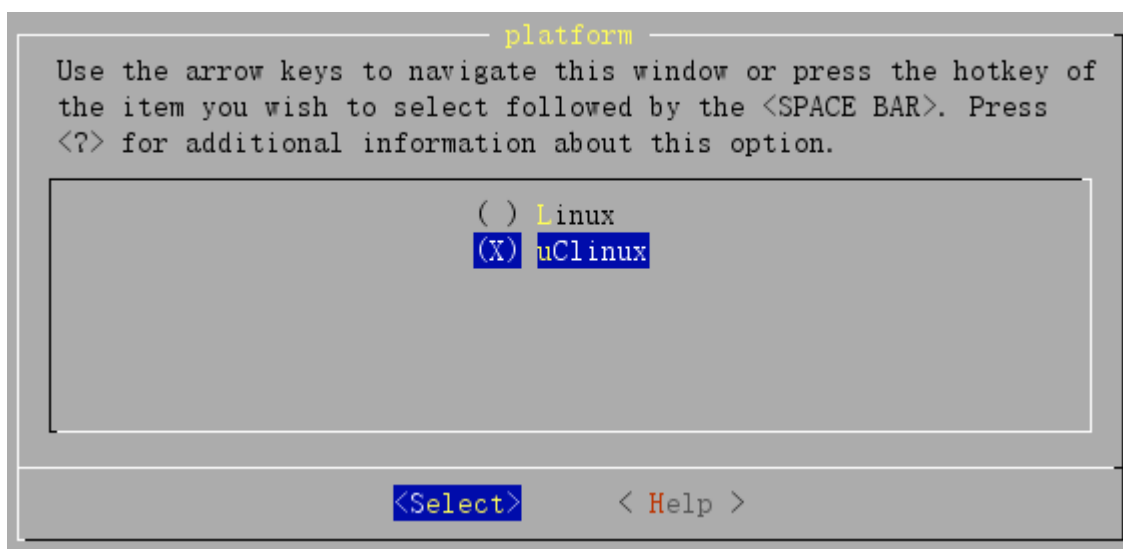 platform
Use the arrow keys to navigate this window or press the hotkey of
the item you wish to select followed by the <SPACE BAR>. Press
<?> for additional information about this option.
( ) Linux
(X) uClinux
<Select> < Help >